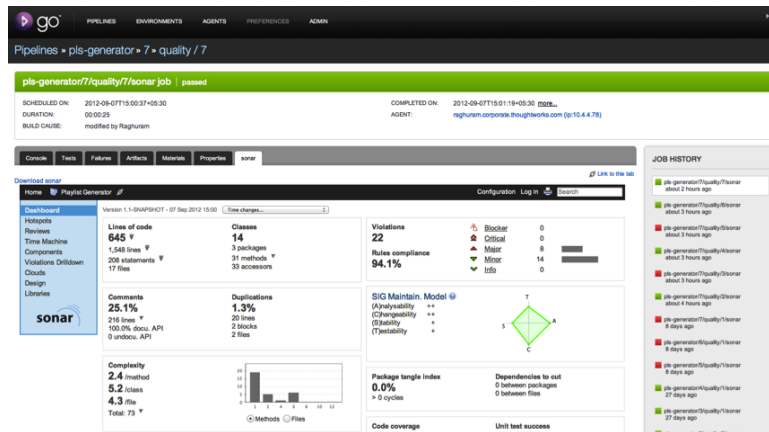 go
PIPELINES ENVIRONMENTS AGENTS PREFERENCES ADMIN
Pipelines » pls-generator » 7 » quality / 7
pls-generator/7/quality/7/sonar job | passed
SCHEDULED ON: 2012-09-07T15:00:37+05:30
DURATION: 00:00:25
BUILD CAUSE: modified by Raghuram
COMPLETED ON: 2012-09-07T15:01:19+05:30 more...
AGENT: raghuram.corporate.thoughtworks.com (ip:10.4.4.78)
Console Tests Failures Artifacts Materials Properties sonar
Link to this tab
Download sonar
Home Playlist Generator
Configuration Log in Search
Dashboard
Hotspots
Reviews
Time Machine
Components
Violations Drilldown
Clouds
Design
Libraries
sonar
Version 1.1-SNAPSHOT - 07 Sep 2012 15:00 Time changes...
Lines of code
645
1,548 lines
208 statements
17 files
Classes
14
3 packages
31 methods
33 accessors
Violations
22
Rules compliance
94.1%
Blocker 0
Critical 0
Major 8
Minor 14
Info 0
Comments
25.1%
216 lines
100.0% docu. API
0 undocu. API
Duplications
1.3%
20 lines
2 blocks
2 files
SIG Maintain. Model
(A)nalysability ++
(C)hangeability ++
(S)tability +
(T)estability +
T
S A
C
Complexity
2.4 /method
5.2 /class
4.3 /file
Total: 73
20
15
10
5
0
1 2 4 6 8 10 12
Methods Files
Package tangle index
0.0%
> 0 cycles
Dependencies to cut
0 between packages
0 between files
Code coverage
Unit test success
JOB HISTORY
pls-generator/7/quality/7/sonar
about 2 hours ago
pls-generator/7/quality/6/sonar
about 3 hours ago
pls-generator/7/quality/5/sonar
about 3 hours ago
pls-generator/7/quality/4/sonar
about 3 hours ago
pls-generator/7/quality/3/sonar
about 3 hours ago
pls-generator/7/quality/2/sonar
about 4 hours ago
pls-generator/7/quality/1/sonar
8 days ago
pls-generator/6/quality/1/sonar
8 days ago
pls-generator/5/quality/1/sonar
8 days ago
pls-generator/4/quality/1/sonar
27 days ago
pls-generator/3/quality/1/sonar
27 days ago